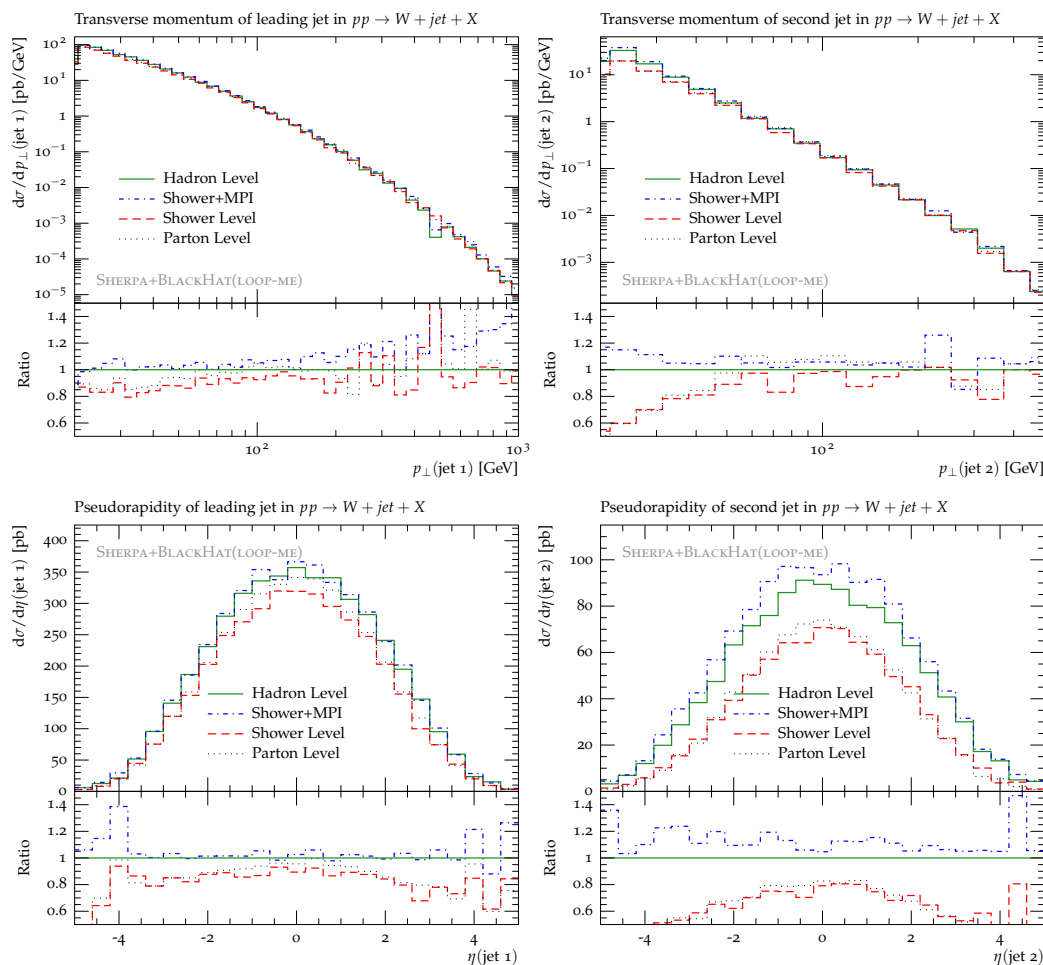 Transverse momentum of leading jet in pp → W + jet + X
dσ/dp⊥(jet 1) [pb/GeV]
10²
10¹
1
10⁻¹
10⁻²
10⁻³
10⁻⁴
10⁻⁵
Hadron Level
Shower+MPI
Shower Level
Parton Level
SHERPA+BLACKHAT(LOOP-ME)
Ratio
1.4
1.2
1
0.8
0.6
10²
10³
p⊥(jet 1) [GeV]
Transverse momentum of second jet in pp → W + jet + X
dσ/dp⊥(jet 2) [pb/GeV]
10¹
1
10⁻¹
10⁻²
10⁻³
Hadron Level
Shower+MPI
Shower Level
Parton Level
SHERPA+BLACKHAT(LOOP-ME)
Ratio
1.4
1.2
1
0.8
0.6
10²
p⊥(jet 2) [GeV]
Pseudorapidity of leading jet in pp → W + jet + X
dσ/dη(jet 1) [pb]
350
300
250
200
150
100
50
0
SHERPA+BLACKHAT(LOOP-ME)
Hadron Level
Shower+MPI
Shower Level
Parton Level
Ratio
1.4
1.2
1
0.8
0.6
-4
-2
0
2
4
η(jet 1)
Pseudorapidity of second jet in pp → W + jet + X
dσ/dη(jet 2) [pb]
100
80
60
40
20
0
SHERPA+BLACKHAT(LOOP-ME)
Hadron Level
Shower+MPI
Shower Level
Parton Level
Ratio
1.4
1.2
1
0.8
0.6
-4
-2
0
2
4
η(jet 2)